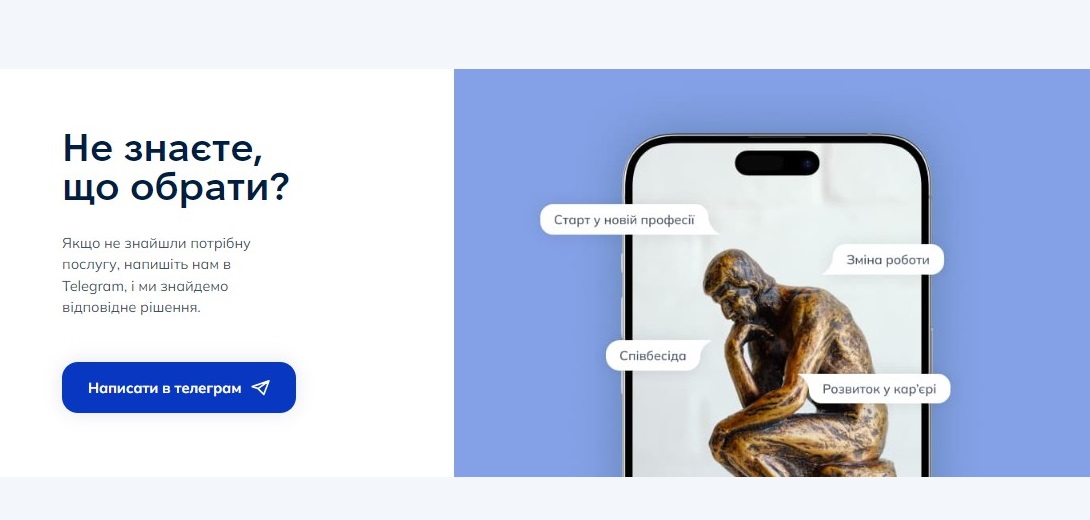 Не знаєте,
що обрати?
Якщо не знайшли потрібну
послугу, напишіть нам в
Telegram, і ми знайдемо
відповідне рішення.
Написати в телеграм
Старт у новій професії
Зміна роботи
Співбесіда
Розвиток у кар’єрі